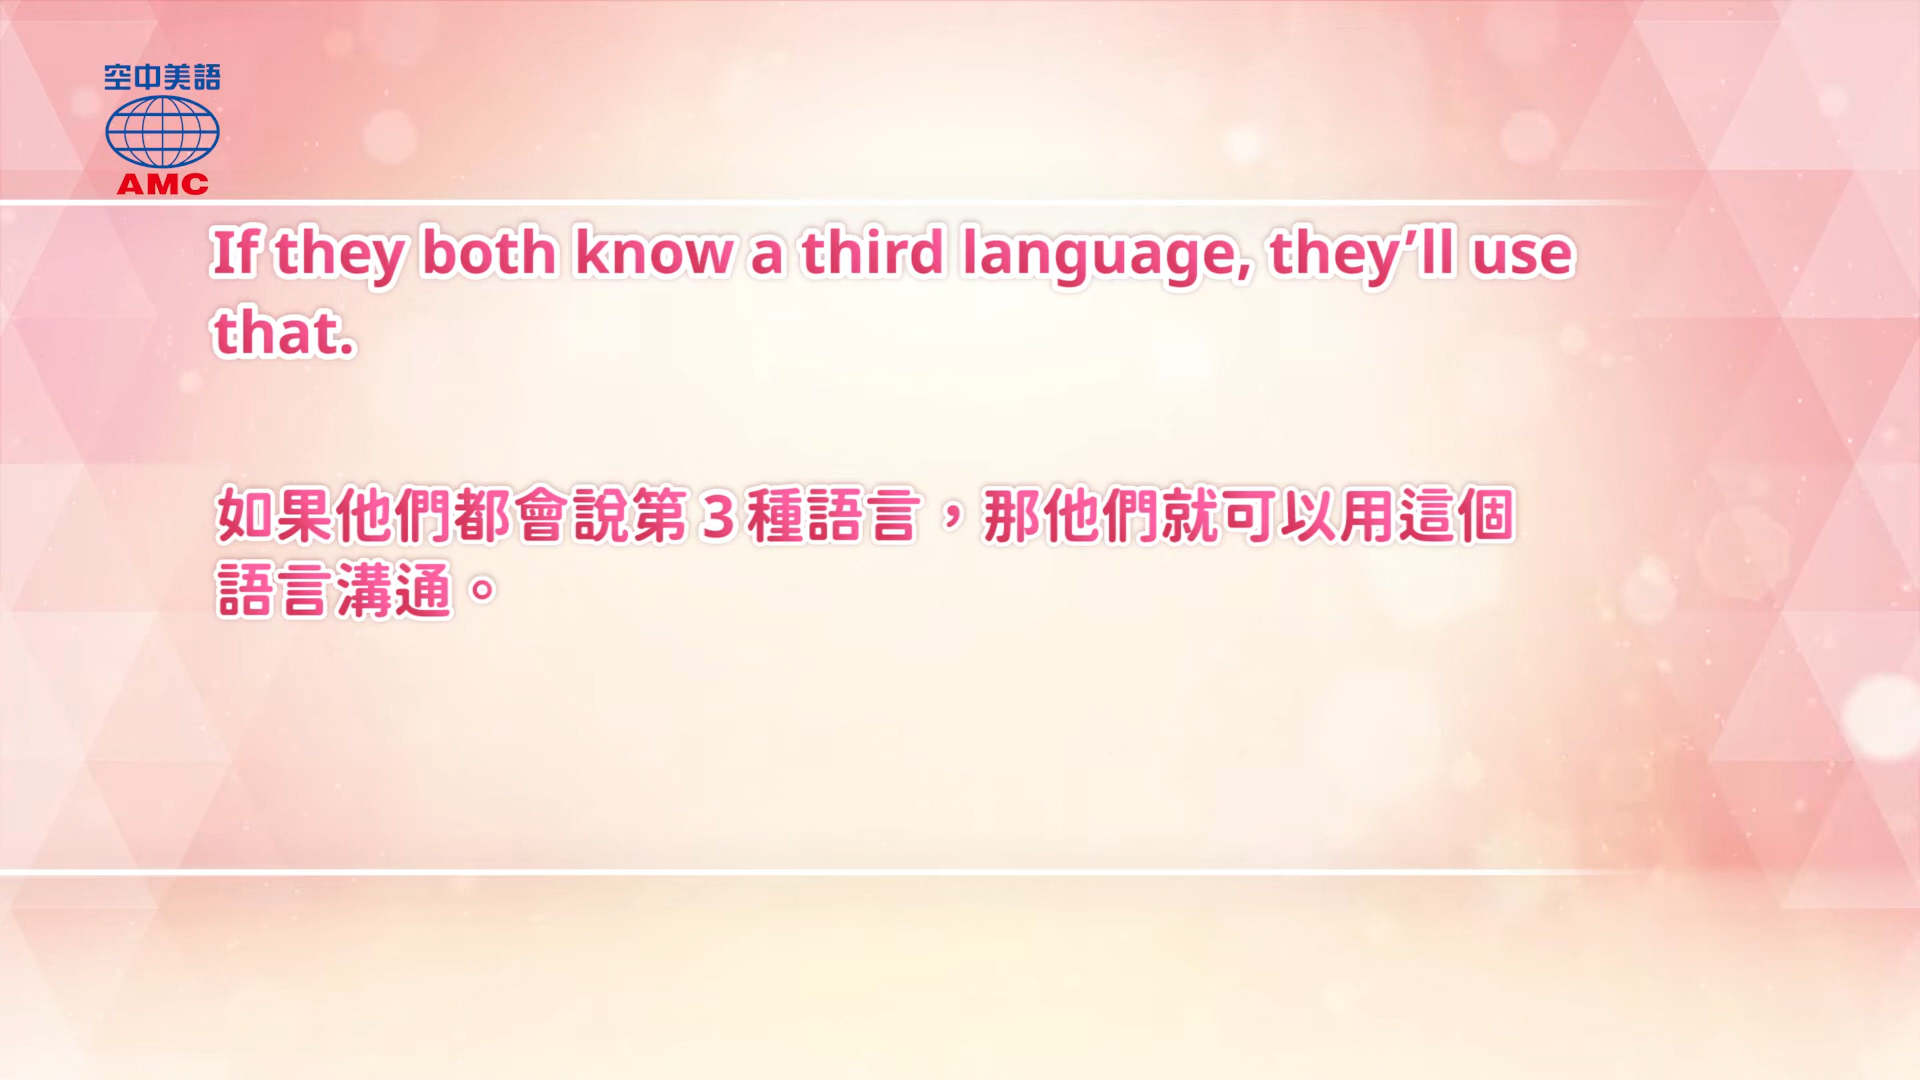 空中美語
AMC
If they both know a third language, they’ll use
that.
如果他們都會說第3種語言，那他們就可以用這個
語言溝通。